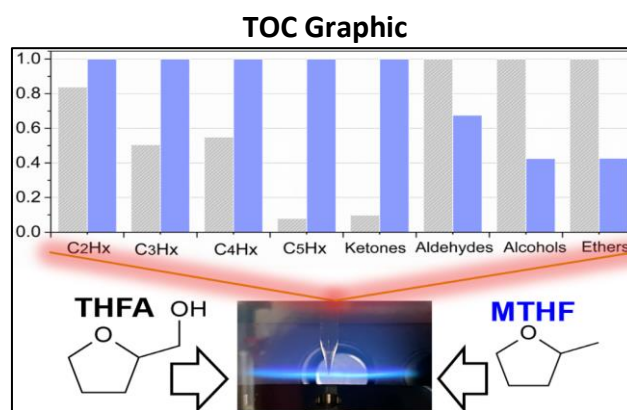 TOC Graphic
1.0
0.8
0.6
0.4
0.2
0.0
C2Hx C3Hx C4Hx C5Hx Ketones Aldehydes Alcohols Ethers
THFA OH
O
MTHF
O